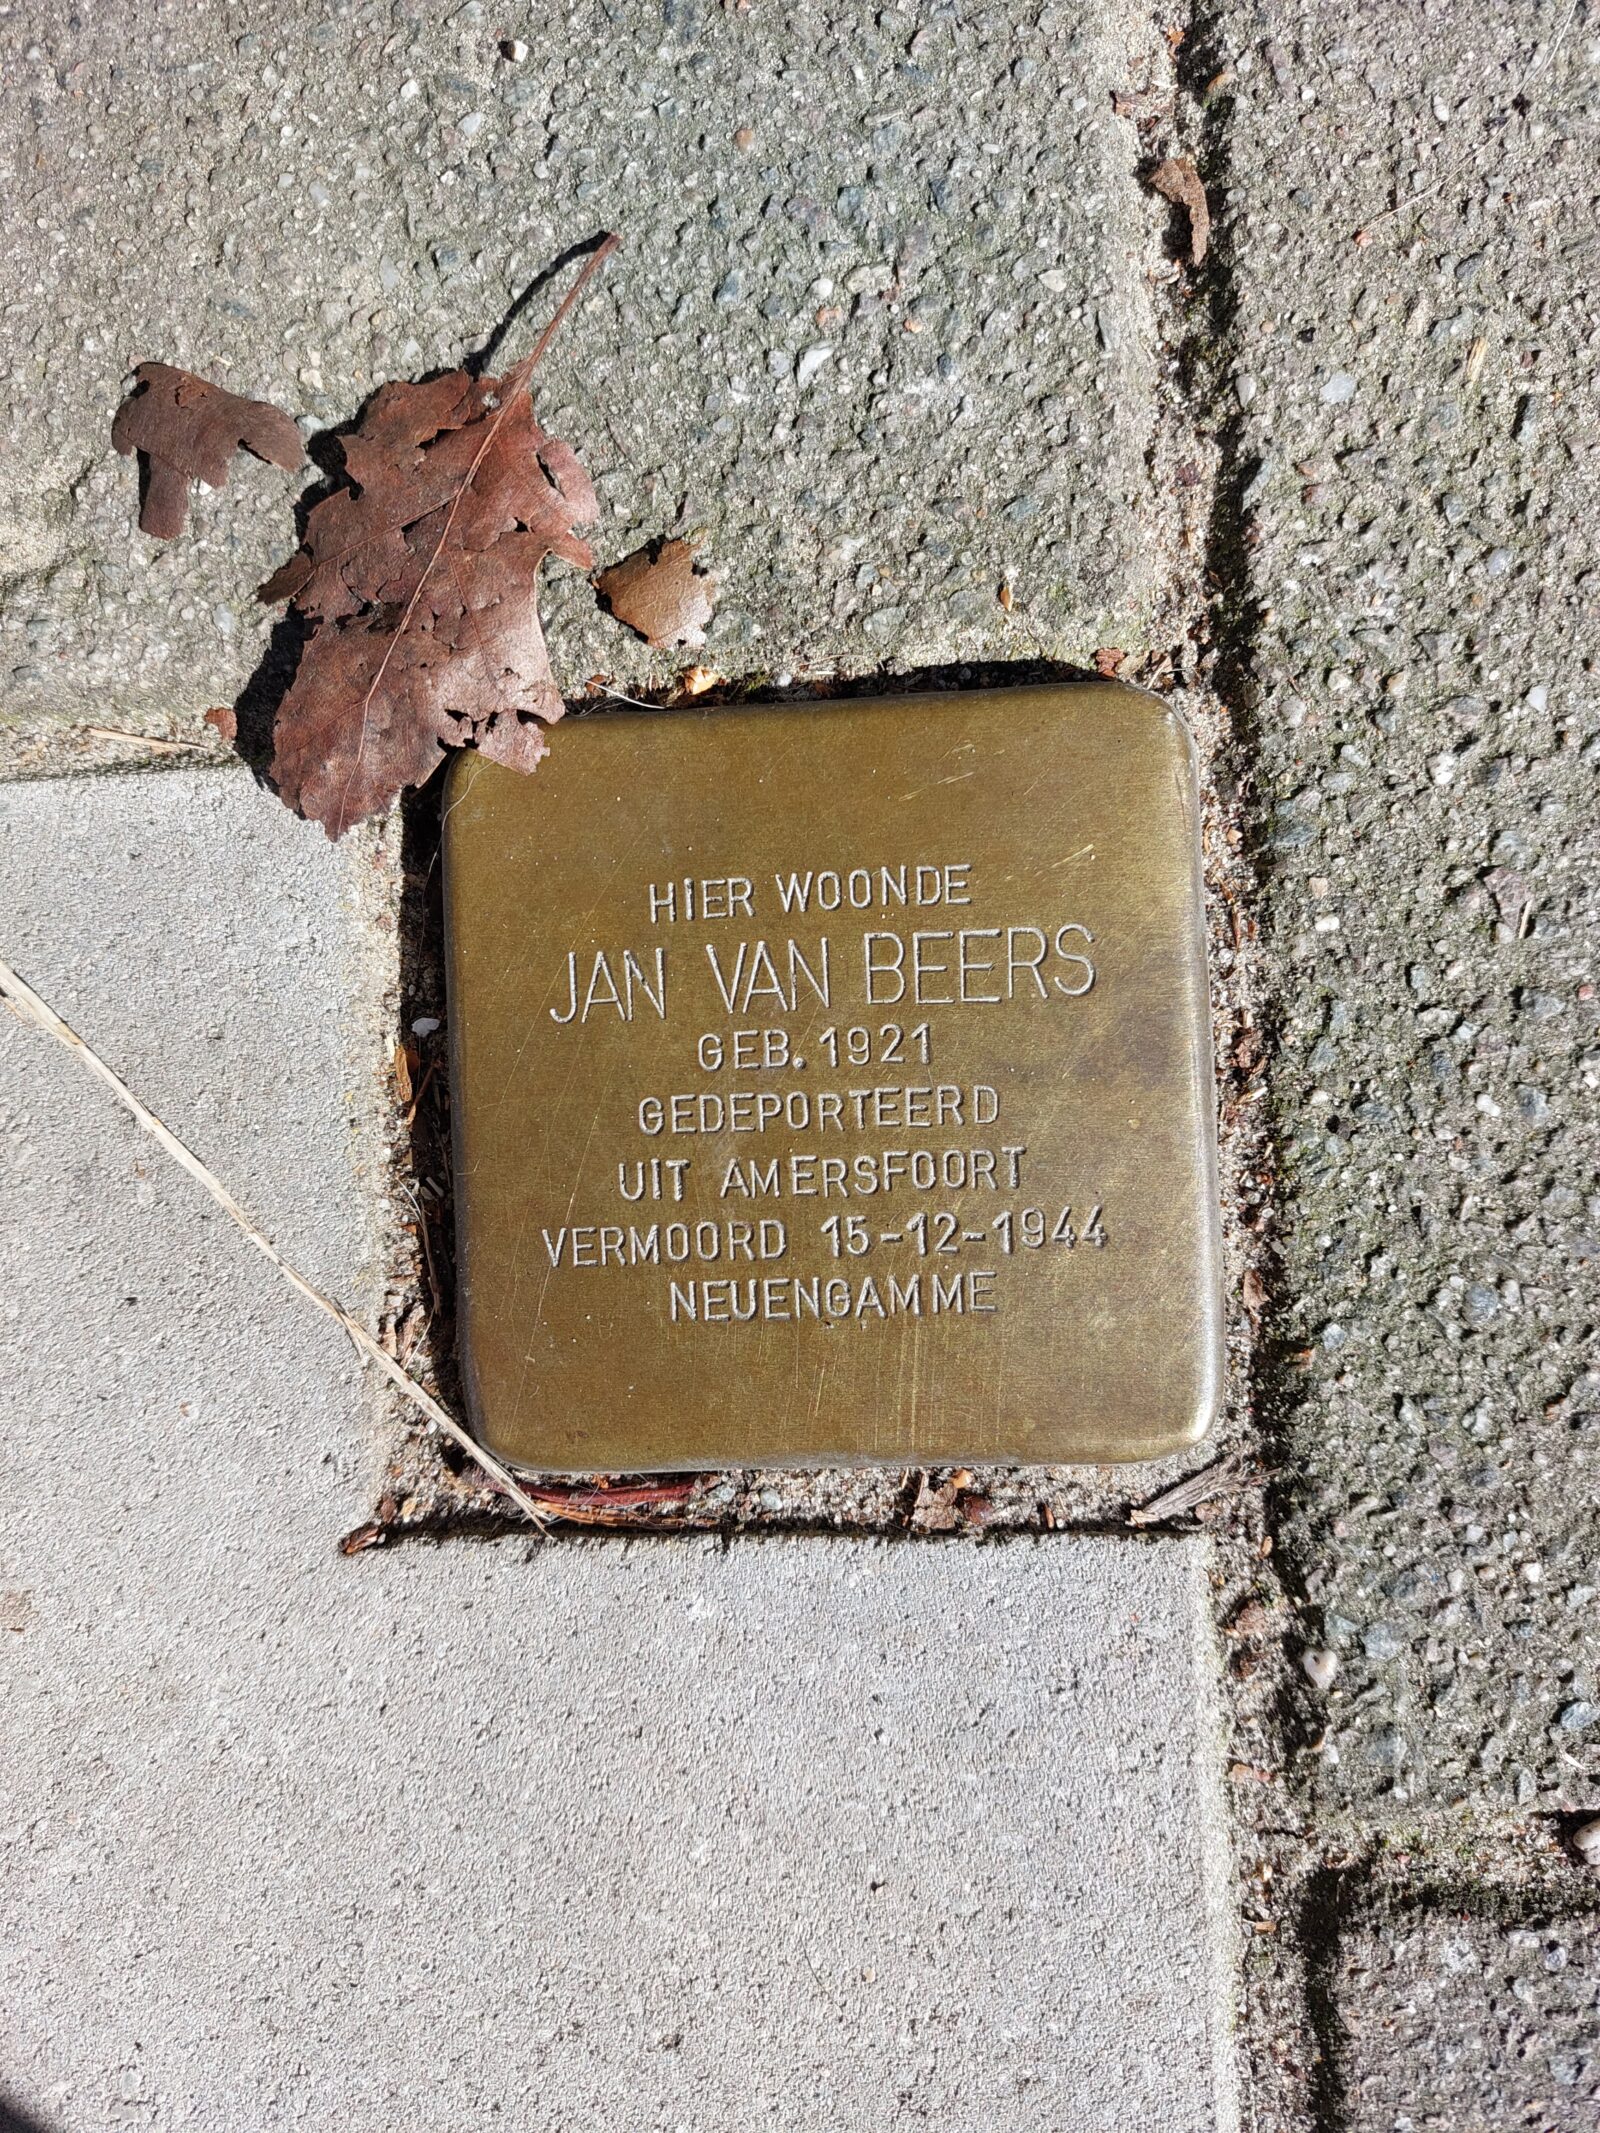 HIER WOONDE
JAN VAN BEERS
GEB. 1921
GEDEPORTEERD
UIT AMERSFOORT
VERMOORD 15-12-1944
NEUENGAMME